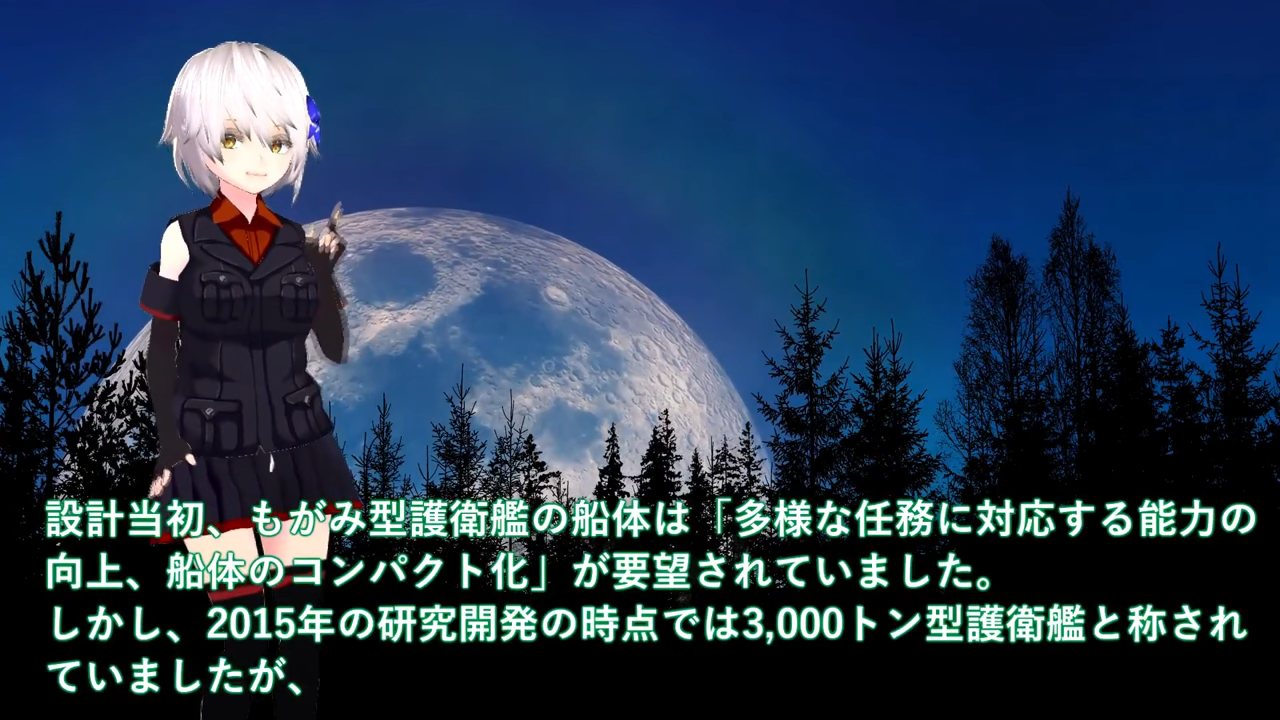 設計当初、もがみ型護衛艦の船体は「多様な任務に対応する能力の
向上、船体のコンパクト化」が要望されていました。
しかし、2015年の研究開発の時点では3,000トン型護衛艦と称され
ていましたが、